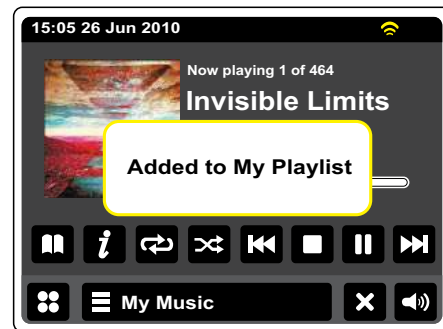 15:05 26 Jun 2010
Now playing 1 of 464
Invisible Limits
Added to My Playlist
i
My Music